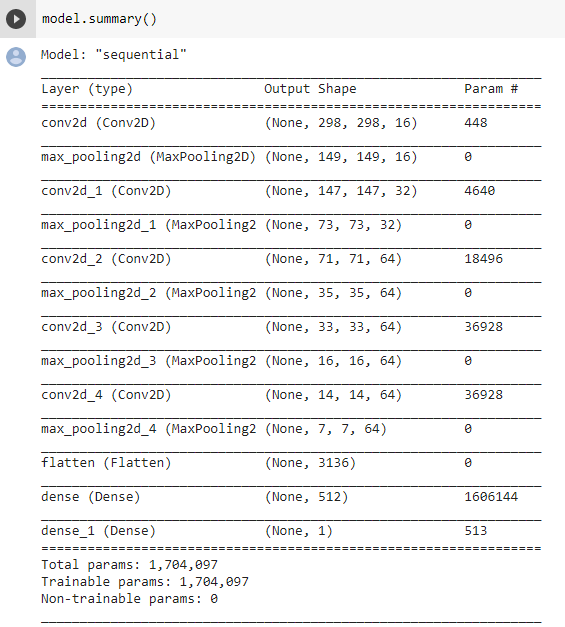 model.summary()
Model: "sequential"
_________________________________________________________________
Layer (type)                 Output Shape              Param #
=================================================================
conv2d (Conv2D)              (None, 298, 298, 16)      448
_________________________________________________________________
max_pooling2d (MaxPooling2D) (None, 149, 149, 16)      0
_________________________________________________________________
conv2d_1 (Conv2D)            (None, 147, 147, 32)      4640
_________________________________________________________________
max_pooling2d_1 (MaxPooling2 (None, 73, 73, 32)        0
_________________________________________________________________
conv2d_2 (Conv2D)            (None, 71, 71, 64)        18496
_________________________________________________________________
max_pooling2d_2 (MaxPooling2 (None, 35, 35, 64)        0
_________________________________________________________________
conv2d_3 (Conv2D)            (None, 33, 33, 64)        36928
_________________________________________________________________
max_pooling2d_3 (MaxPooling2 (None, 16, 16, 64)        0
_________________________________________________________________
conv2d_4 (Conv2D)            (None, 14, 14, 64)        36928
_________________________________________________________________
max_pooling2d_4 (MaxPooling2 (None, 7, 7, 64)          0
_________________________________________________________________
flatten (Flatten)            (None, 3136)              0
_________________________________________________________________
dense (Dense)                (None, 512)               1606144
_________________________________________________________________
dense_1 (Dense)              (None, 1)                 513
=================================================================
Total params: 1,704,097
Trainable params: 1,704,097
Non-trainable params: 0
_________________________________________________________________